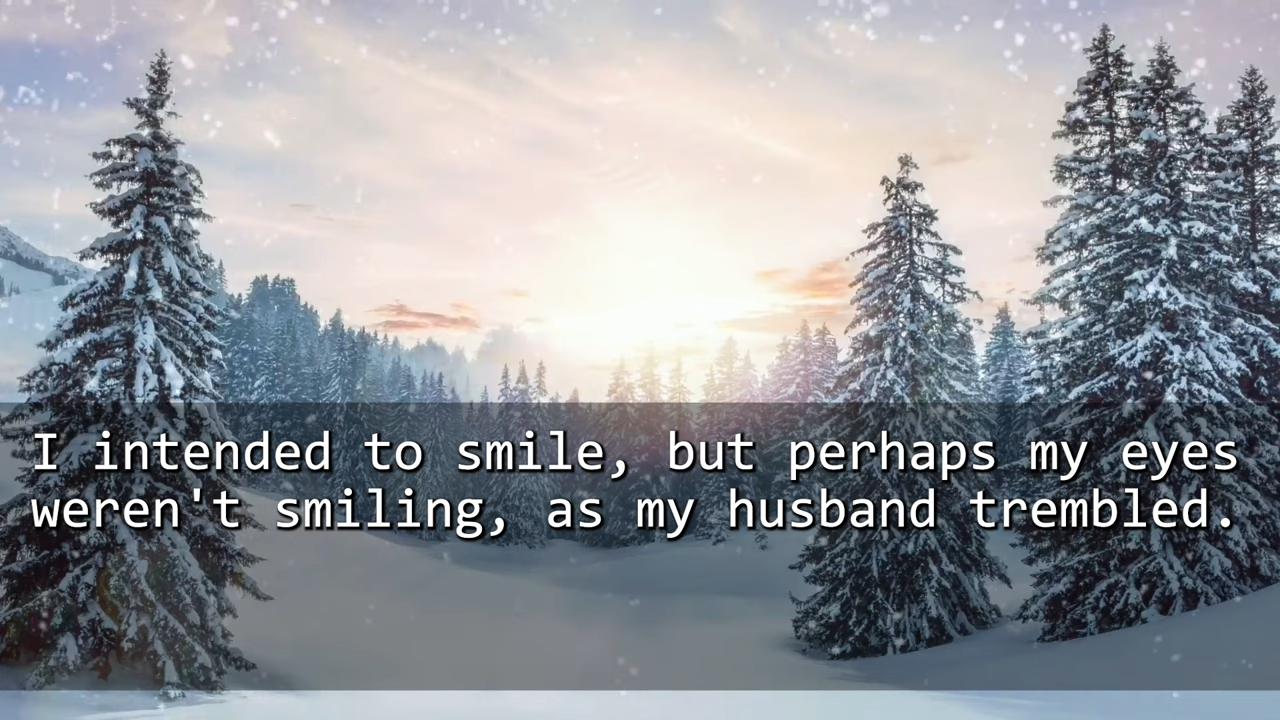 I intended to smile, but perhaps my eyes
weren't smiling, as my husband trembled.